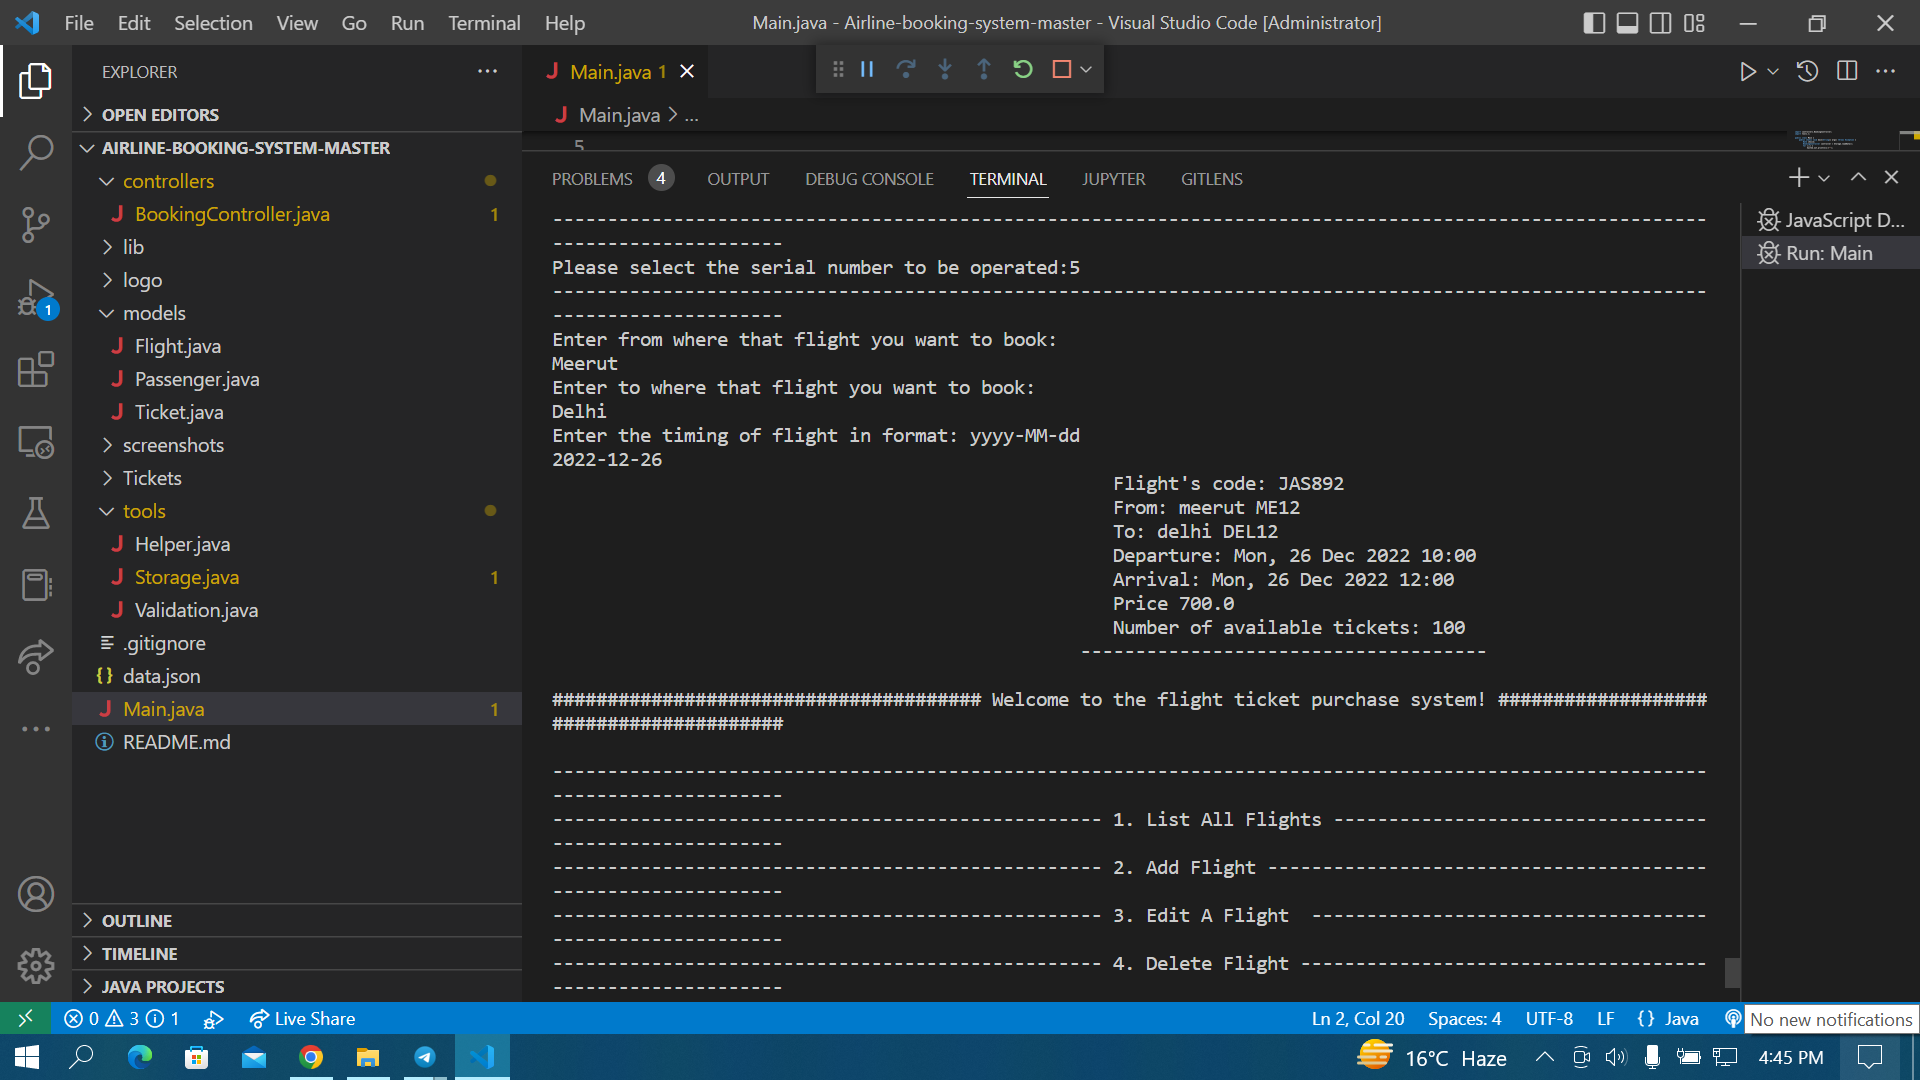 File Edit Selection View Go Run Terminal Help
Main.java - Airline-booking-system-master - Visual Studio Code [Administrator]
EXPLORER
OPEN EDITORS
AIRLINE-BOOKING-SYSTEM-MASTER
controllers
BookingController.java 1
lib
logo
models
Flight.java
Passenger.java
Ticket.java
screenshots
Tickets
tools
Helper.java
Storage.java 1
Validation.java
.gitignore
{} data.json
Main.java 1
README.md
OUTLINE
TIMELINE
JAVA PROJECTS
1
Main.java 1
Main.java > ...
5
PROBLEMS 4 OUTPUT DEBUG CONSOLE TERMINAL JUPYTER GITLENS
JavaScript D...
Run: Main
---------------------------------------------------------------------------------------------------------
---------------------
Please select the serial number to be operated:5
---------------------------------------------------------------------------------------------------------
---------------------
Enter from where that flight you want to book:
Meerut
Enter to where that flight you want to book:
Delhi
Enter the timing of flight in format: yyyy-MM-dd
2022-12-26
Flight's code: JAS892
From: meerut ME12
To: delhi DEL12
Departure: Mon, 26 Dec 2022 10:00
Arrival: Mon, 26 Dec 2022 12:00
Price 700.0
Number of available tickets: 100
-------------------------------------
####################################### Welcome to the flight ticket purchase system! ###################
#####################
---------------------------------------------------------------------------------------------------------
---------------------
-------------------------------------------------- 1. List All Flights ----------------------------------
---------------------
-------------------------------------------------- 2. Add Flight ----------------------------------------
---------------------
-------------------------------------------------- 3. Edit A Flight  ------------------------------------
---------------------
-------------------------------------------------- 4. Delete Flight -------------------------------------
---------------------
0 3 1 Live Share Ln 2, Col 20 Spaces: 4 UTF-8 LF {} Java
No new notifications
16°C Haze 4:45 PM